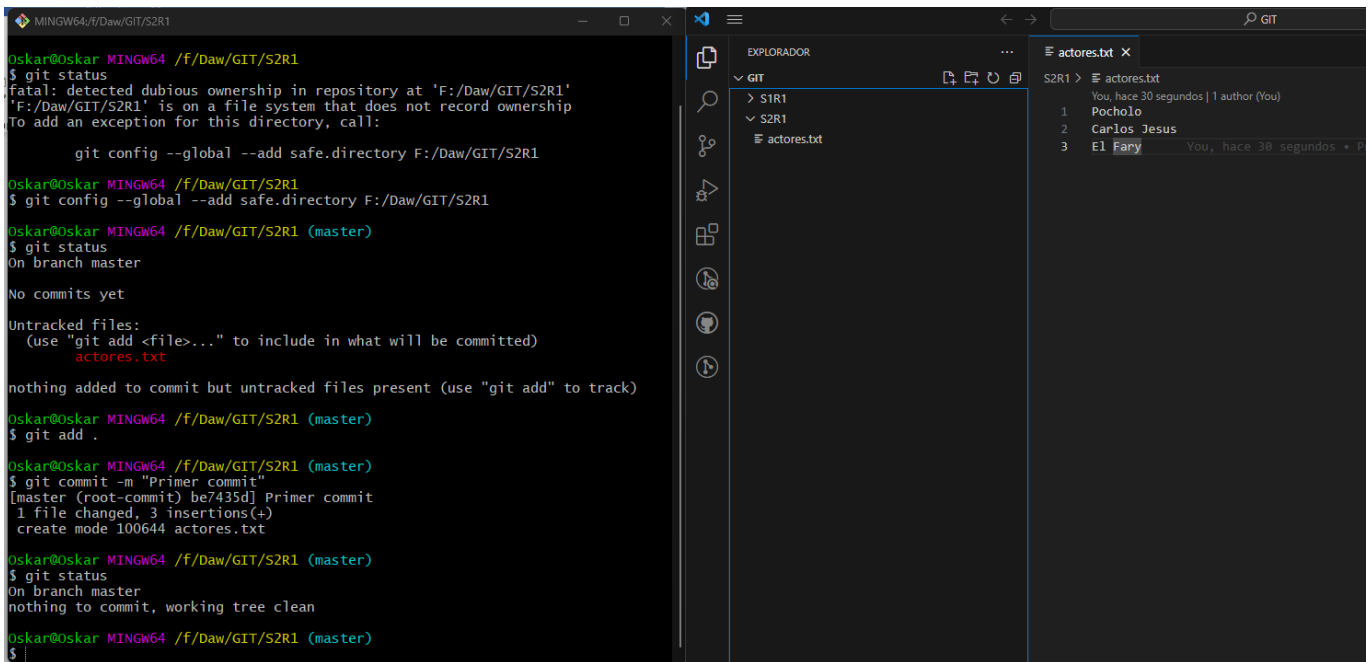 MINGW64:/f/Daw/GIT/S2R1
Oskar@Oskar MINGW64 /f/Daw/GIT/S2R1
$ git status
fatal: detected dubious ownership in repository at 'F:/Daw/GIT/S2R1'
'F:/Daw/GIT/S2R1' is on a file system that does not record ownership
To add an exception for this directory, call:
git config --global --add safe.directory F:/Daw/GIT/S2R1
Oskar@Oskar MINGW64 /f/Daw/GIT/S2R1
$ git config --global --add safe.directory F:/Daw/GIT/S2R1
Oskar@Oskar MINGW64 /f/Daw/GIT/S2R1 (master)
$ git status
On branch master
No commits yet
Untracked files:
(use "git add <file>..." to include in what will be committed)
actores.txt
nothing added to commit but untracked files present (use "git add" to track)
Oskar@Oskar MINGW64 /f/Daw/GIT/S2R1 (master)
$ git add .
Oskar@Oskar MINGW64 /f/Daw/GIT/S2R1 (master)
$ git commit -m "Primer commit"
[master (root-commit) be7435d] Primer commit
1 file changed, 3 insertions(+)
create mode 100644 actores.txt
Oskar@Oskar MINGW64 /f/Daw/GIT/S2R1 (master)
$ git status
On branch master
nothing to commit, working tree clean
Oskar@Oskar MINGW64 /f/Daw/GIT/S2R1 (master)
$
GIT
EXPLORADOR
GIT
S1R1
S2R1
actores.txt
actores.txt
S2R1 > actores.txt
You, hace 30 segundos | 1 author (You)
1 Pocholo
2 Carlos Jesus
3 El Fary You, hace 30 segundos •